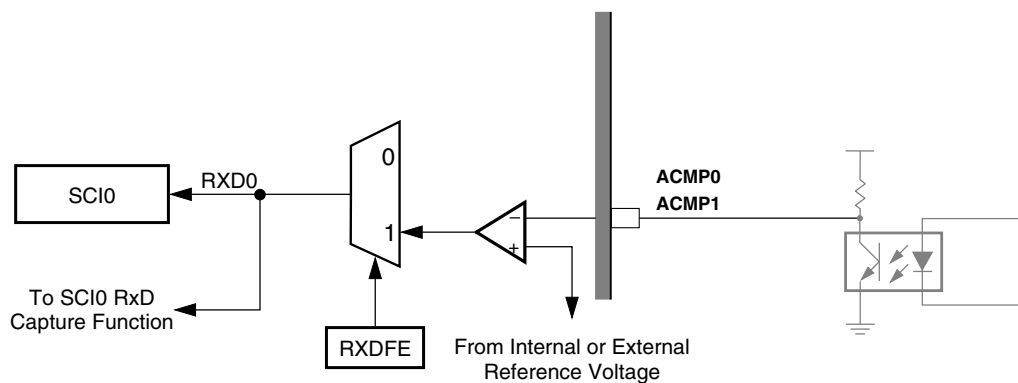 SCI0
RXD0
0
1
−
+
ACMP0
ACMP1
To SCI0 RxD
Capture Function
RXDFE
From Internal or External
Reference Voltage